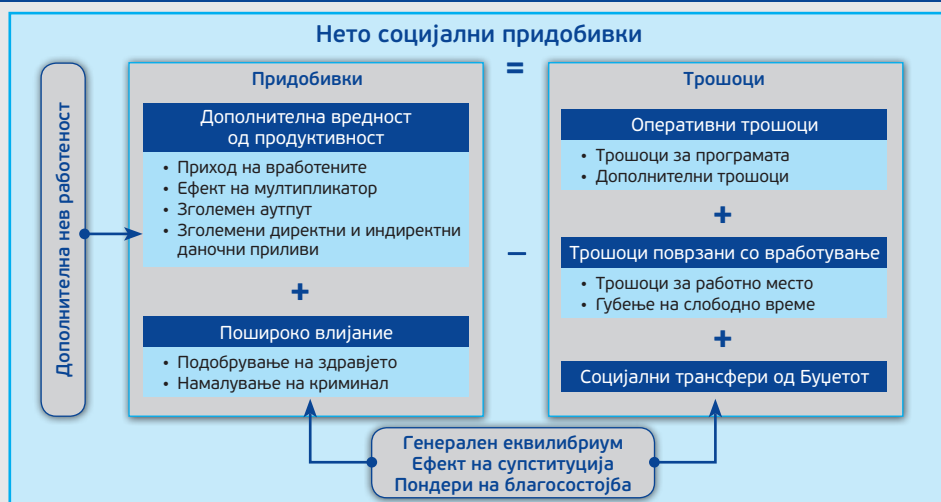 Нето социјални придобивки
=
Дополнителна нев работеност
Придобивки
Дополнителна вредност
од продуктивност
• Приход на вработените
• Ефект на мултипликатор
• Зголемен аутпут
• Зголемени директни и индиректни
даночни приливи
+
Пошироко влијание
• Подобрување на здравјето
• Намалување на криминал
–
Трошоци
Оперативни трошоци
• Трошоци за програмата
• Дополнителни трошоци
+
Трошоци поврзани со вработување
• Трошоци за работно место
• Губење на слободно време
+
Социјални трансфери од Буџетот
Генерален еквилибриум
Ефект на супституција
Пондери на благосостојба